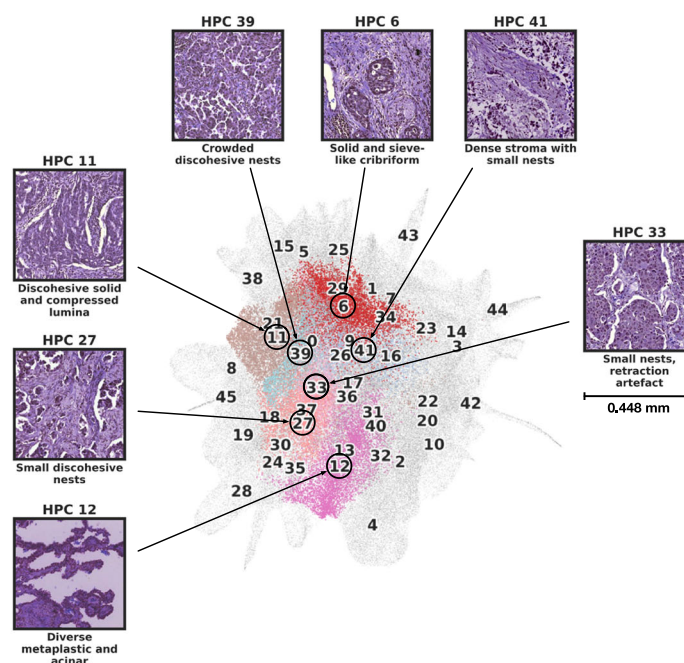 HPC 39
HPC 6
HPC 41
Crowded
discohesive nests
Solid and sieve-
like cribriform
Dense stroma with
small nests
HPC 11
Discohesive solid
and compressed
lumina
HPC 33
Small nests,
retraction
artefact
0.448 mm
HPC 27
Small discohesive
nests
HPC 12
Diverse
metaplastic and
acinar
43
15
5
25
38
29
1
7
6
34
44
21
11
0
9
23
14
39
26
41
16
3
8
33
17
45
36
22
42
37
31
18
27
40
20
19
30
13
10
24
35
12
32
2
28
4